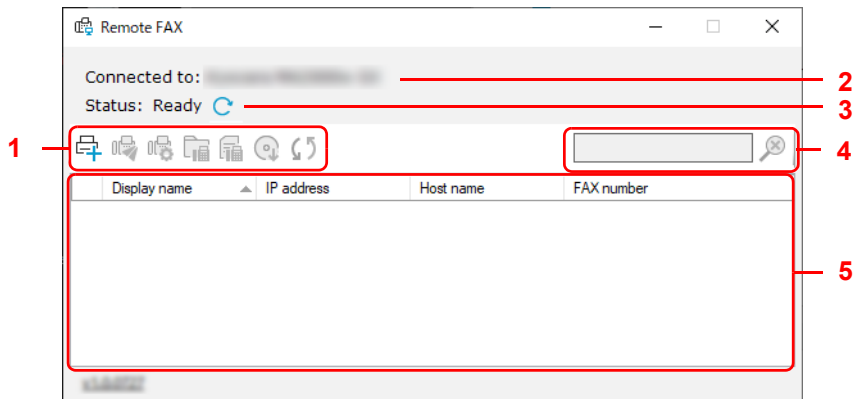 Remote FAX
Connected to:
2
Status: Ready
3
1
4
Display name IP address Host name FAX number
5